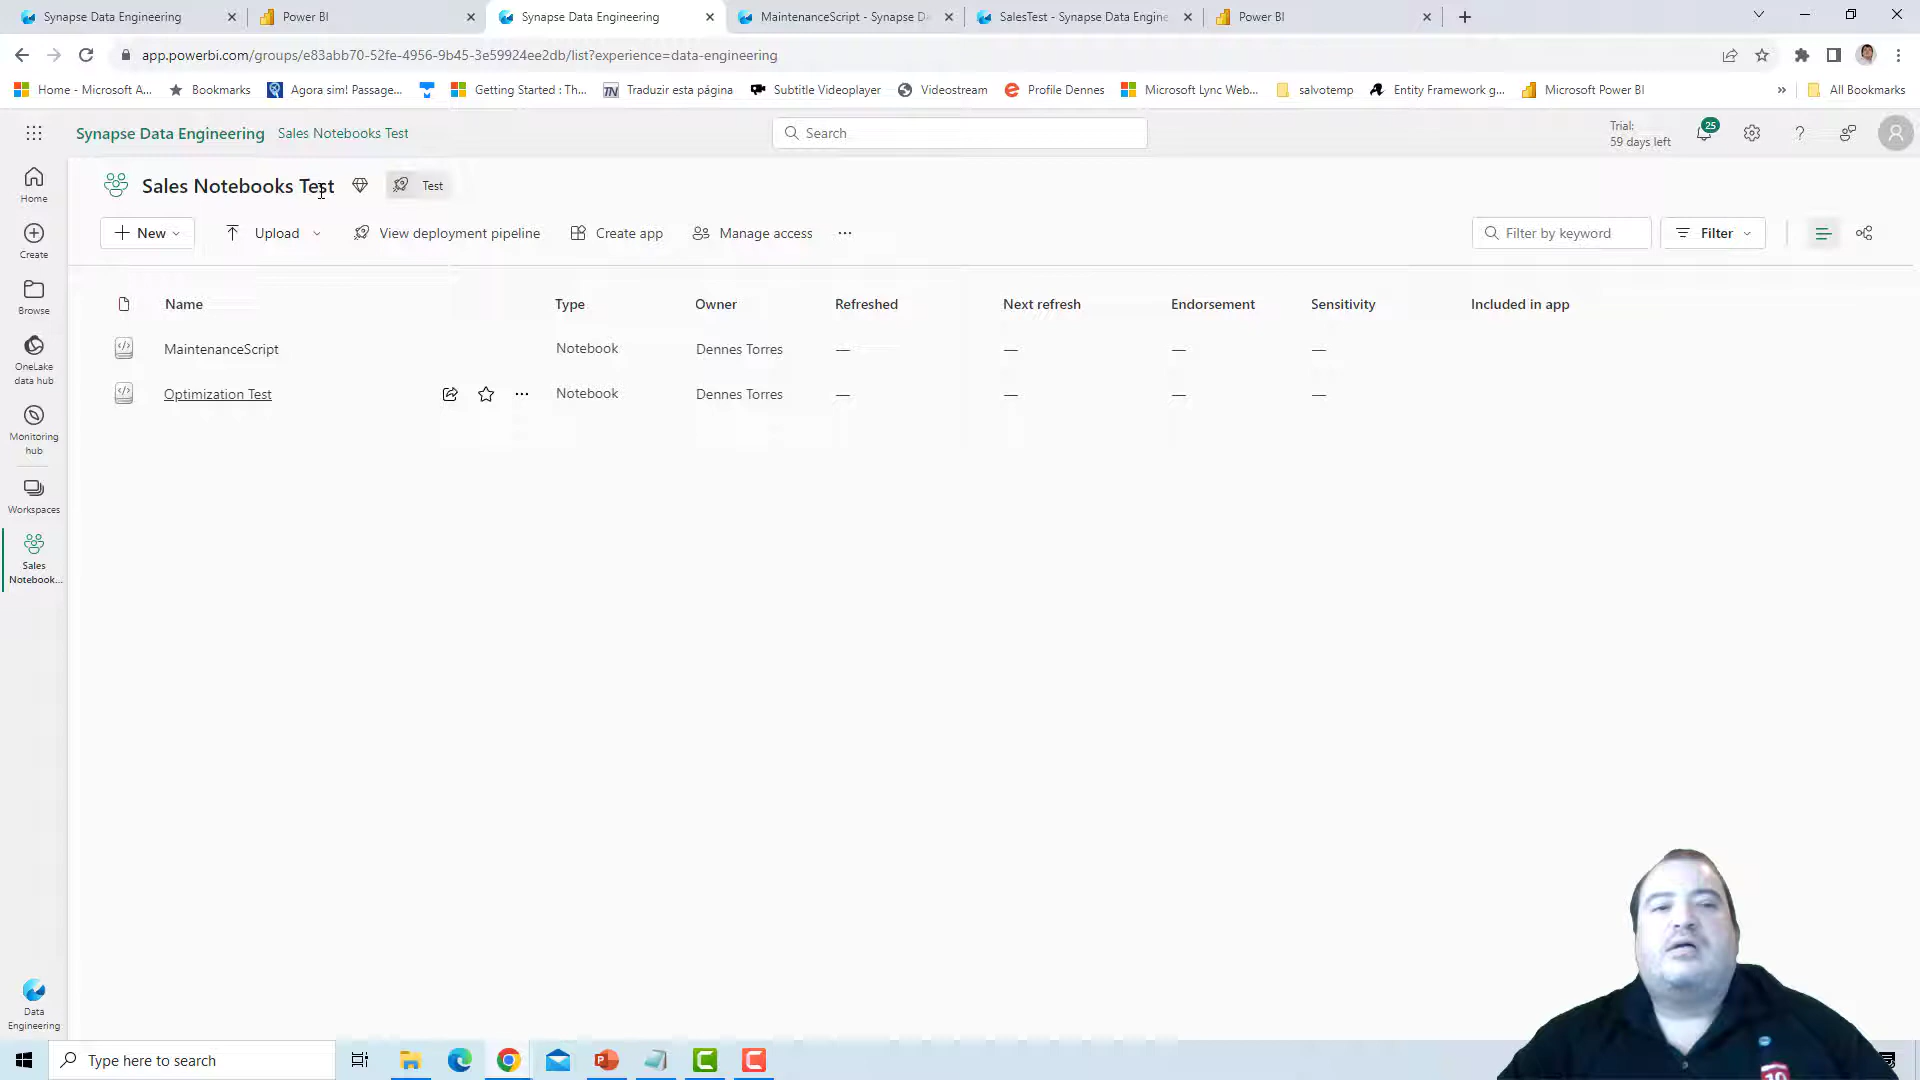 Synapse Data Engineering
Power BI
Synapse Data Engineering
MaintenanceScript - Synapse D
SalesTest - Synapse Data Engine
Power BI
app.powerbi.com/groups/e83abb70-52fe-4956-9b45-3e59924ee2db/list?experience=data-engineering
Home - Microsoft A...
Bookmarks
Agora sim! Passage...
Getting Started : Th...
TN
Traduzir esta página
Subtitle Videoplayer
Videostream
Profile Dennes
Microsoft Lync Web...
salvotemp
Entity Framework g...
Microsoft Power BI
»
All Bookmarks
Synapse Data Engineering
Sales Notebooks Test
Search
Trial:
59 days left
25
?
Home
Create
Browse
OneLake
data hub
Monitoring
hub
Workspaces
Sales
Notebook...
Data
Engineering
Sales Notebooks Test
Test
New
Upload
View deployment pipeline
Create app
Manage access
...
Filter by keyword
Filter
Name
Type
Owner
Refreshed
Next refresh
Endorsement
Sensitivity
Included in app
MaintenanceScript
Notebook
Dennes Torres
—
—
—
—
Optimization Test
...
Notebook
Dennes Torres
—
—
—
—
Type here to search